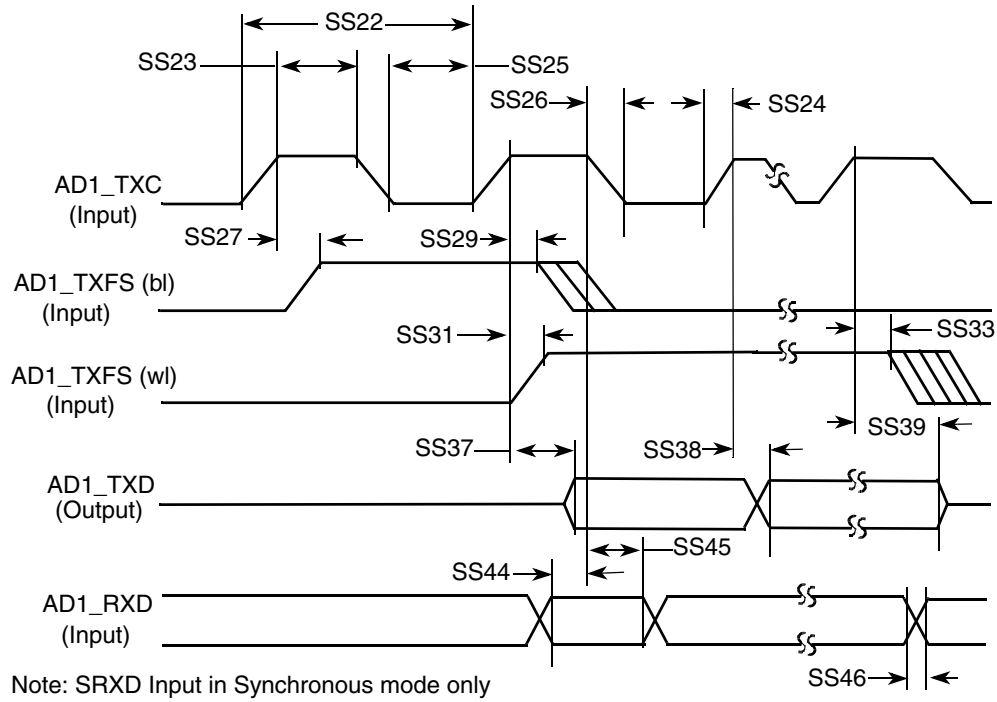 SS22
SS23
SS25
SS26
SS24
AD1_TXC
(Input)
SS27
SS29
AD1_TXFS (bl)
(Input)
SS31
SS33
AD1_TXFS (wl)
(Input)
SS39
SS37
SS38
AD1_TXD
(Output)
SS45
SS44
AD1_RXD
(Input)
SS46
Note: SRXD Input in Synchronous mode only